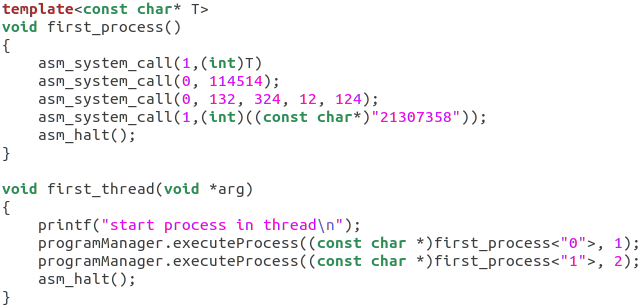 template<const char* T>
void first_process()
{
    asm_system_call(1,(int)T)
    asm_system_call(0, 114514);
    asm_system_call(0, 132, 324, 12, 124);
    asm_system_call(1,(int)((const char*)"21307358"));
    asm_halt();
}

void first_thread(void *arg)
{
    printf("start process in thread\n");
    programManager.executeProcess((const char *)first_process<"0">, 1);
    programManager.executeProcess((const char *)first_process<"1">, 2);
    asm_halt();
}